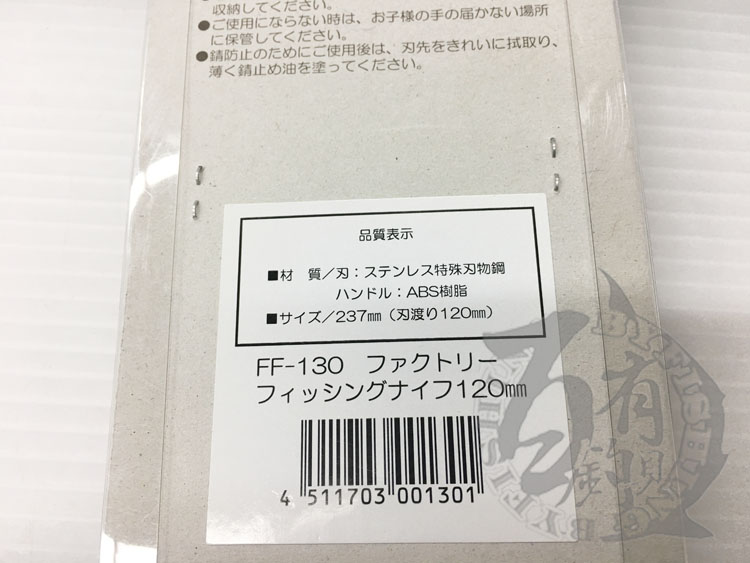 収納してください。
●ご使用にならない時は、お子様の手の届かない場所
に保管してください。
●錆防止のためにご使用後は、刃先をきれいに拭取り、
薄く錆止め油を塗ってください。
品質表示
■材　質／刃：ステンレス特殊刃物鋼
ハンドル：ABS樹脂
■サイズ／237㎜（刃渡り120㎜）
FF-130　ファクトリー
フィッシングナイフ120㎜
4 511703 001301
有
釣